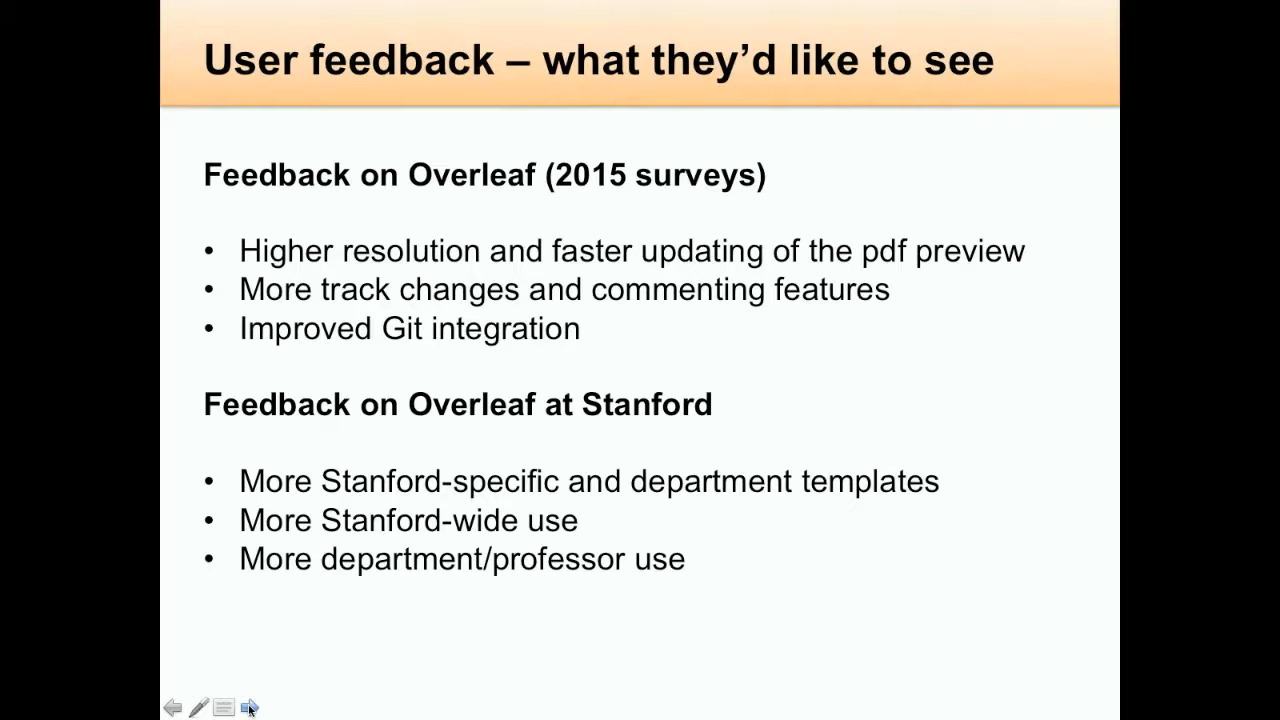 User feedback – what they’d like to see
Feedback on Overleaf (2015 surveys)
• Higher resolution and faster updating of the pdf preview
• More track changes and commenting features
• Improved Git integration
Feedback on Overleaf at Stanford
• More Stanford-specific and department templates
• More Stanford-wide use
• More department/professor use